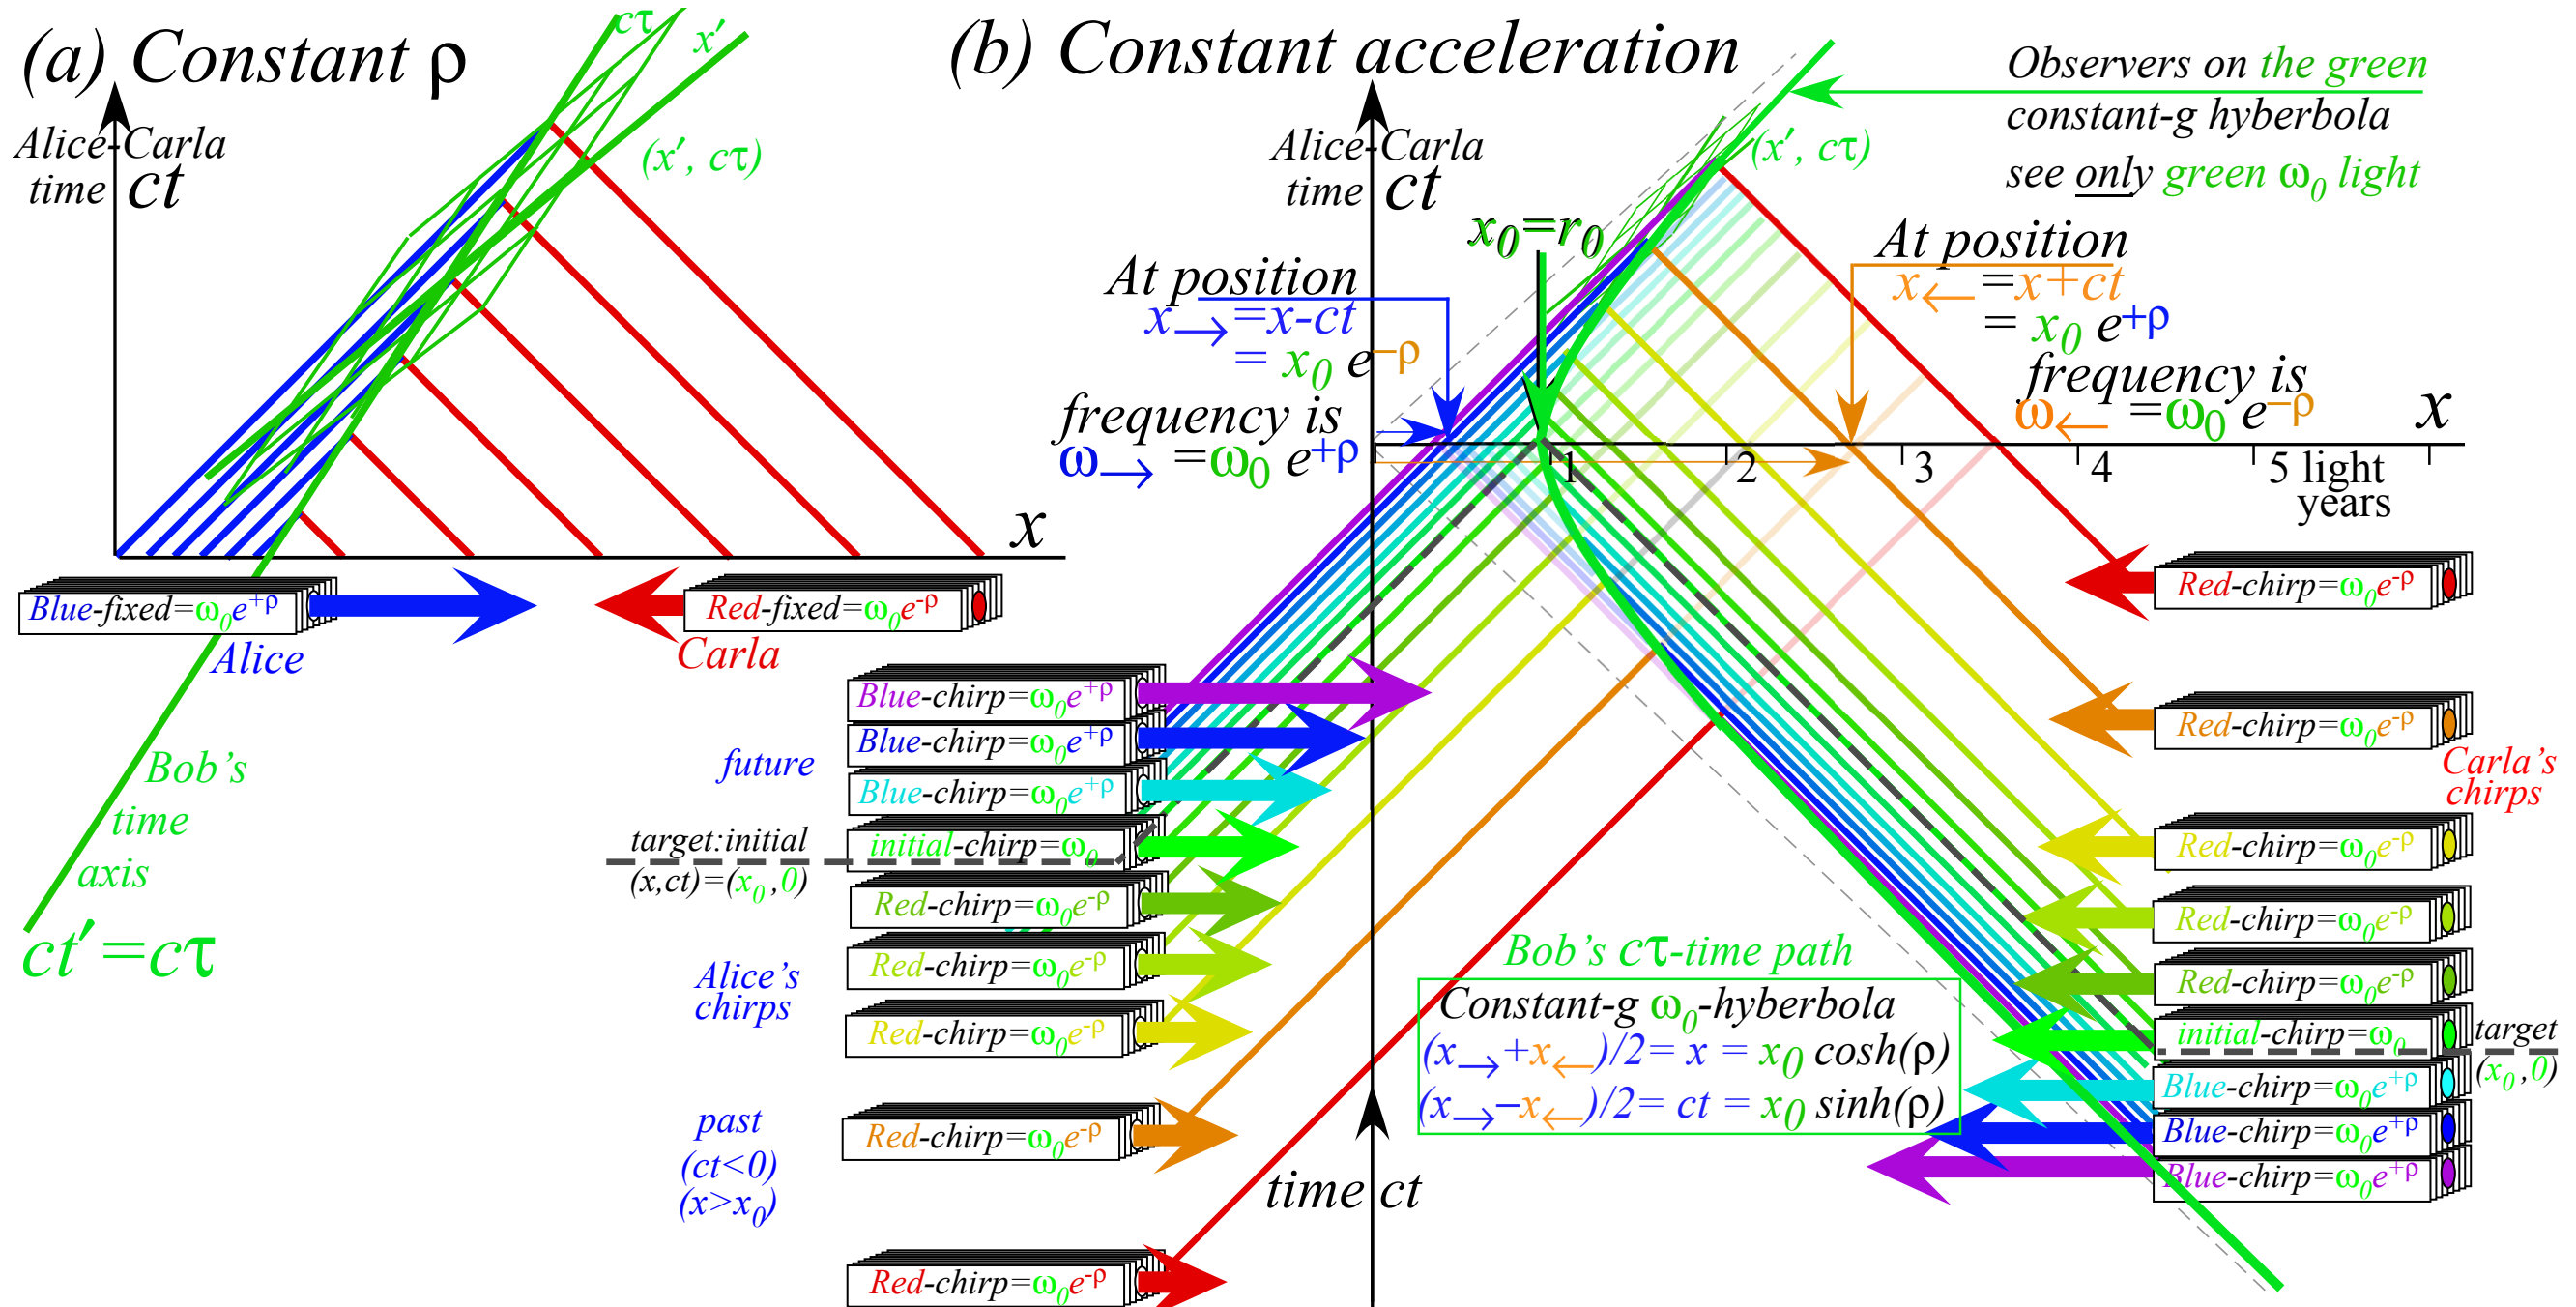 (a) Constant ρ
cτ
x′
(x′, cτ)
Alice-Carla
time ct
x
Blue-fixed=ω0e+ρ
Red-fixed=ω0e-ρ
Alice
Carla
Bob’s
time
axis
ct′=cτ
(b) Constant acceleration
Alice-Carla
time ct
Observers on the green
constant-g hyberbola
see only green ω0 light
(x′, cτ)
x0=r0
At position
x→=x-ct
= x0 e−ρ
frequency is
ω→ =ω0 e+ρ
At position
x←=x+ct
= x0 e+ρ
frequency is
ω← =ω0 e−ρ
x
1
2
3
4
5 light
years
Blue-chirp=ω0e+ρ
Blue-chirp=ω0e+ρ
Blue-chirp=ω0e+ρ
initial-chirp=ω0
Red-chirp=ω0e-ρ
Red-chirp=ω0e-ρ
Red-chirp=ω0e-ρ
Red-chirp=ω0e-ρ
Red-chirp=ω0e-ρ
future
target:initial
(x,ct)=(x0,0)
Alice’s
chirps
past
(ct<0)
(x>x0)
Bob’s cτ-time path
Constant-g ω0-hyberbola
(x→+x←)/2= x = x0 cosh(ρ)
(x→−x←)/2= ct = x0 sinh(ρ)
time ct
Red-chirp=ω0e-ρ
Red-chirp=ω0e-ρ
Carla’s
chirps
Red-chirp=ω0e-ρ
Red-chirp=ω0e-ρ
Red-chirp=ω0e-ρ
initial-chirp=ω0
target
(x0,0)
Blue-chirp=ω0e+ρ
Blue-chirp=ω0e+ρ
Blue-chirp=ω0e+ρ